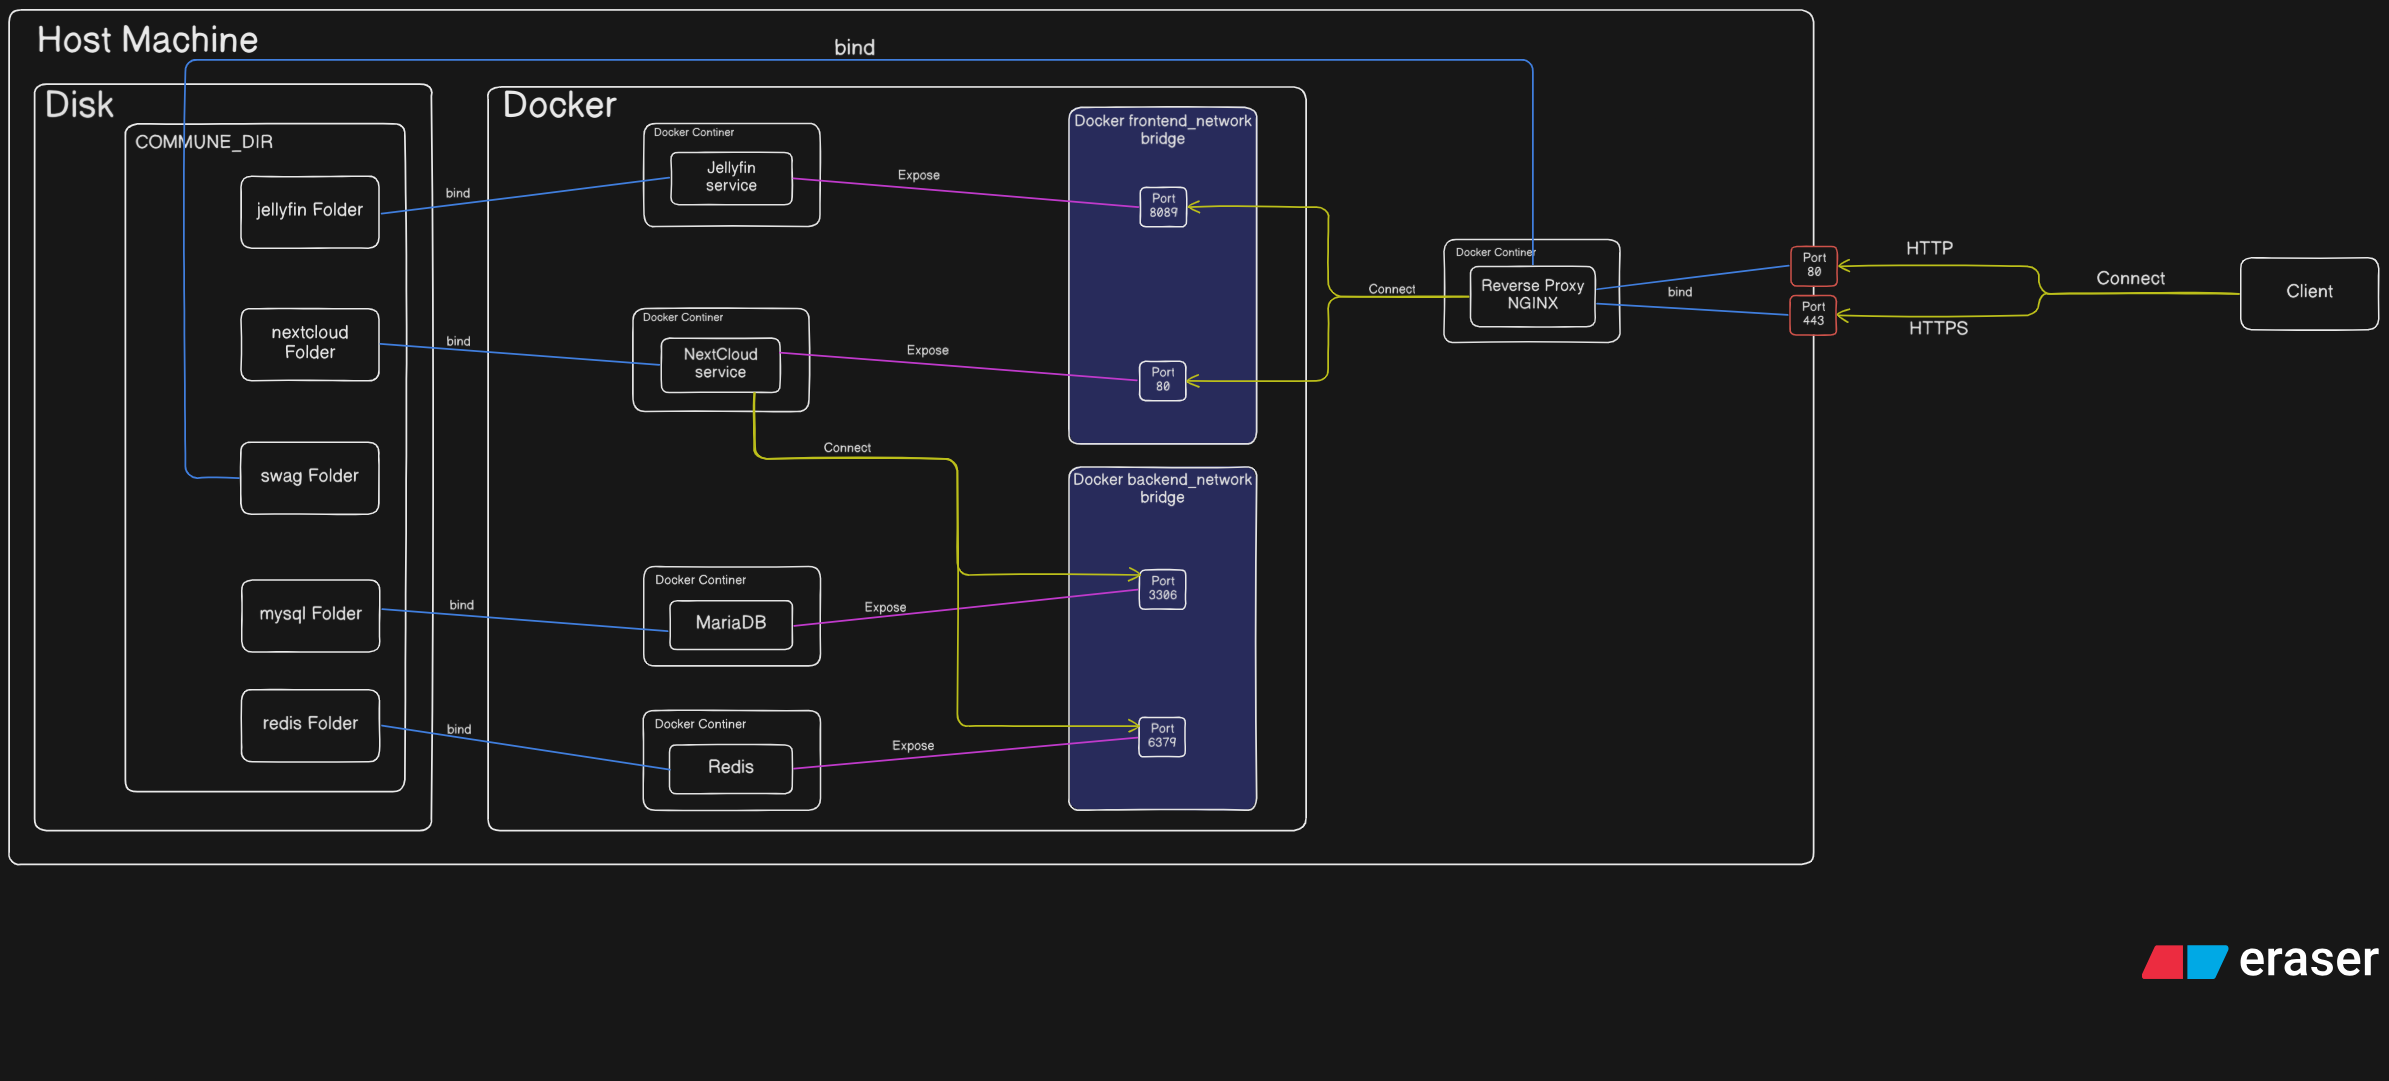 Host Machine
bind
Disk
COMMUNE_DIR
jellyfin Folder
nextcloud
Folder
swag Folder
mysql Folder
redis Folder
bind
bind
bind
bind
Docker
Docker Continer
Jellyfin
service
Expose
Docker Continer
NextCloud
service
Expose
Connect
Docker Continer
MariaDB
Expose
Docker Continer
Redis
Expose
Docker frontend_network
bridge
Port
8089
Port
80
Docker backend_network
bridge
Port
3306
Port
6379
Connect
Docker Continer
Reverse Proxy
NGINX
bind
Port
80
Port
443
HTTP
HTTPS
Connect
Client
eraser